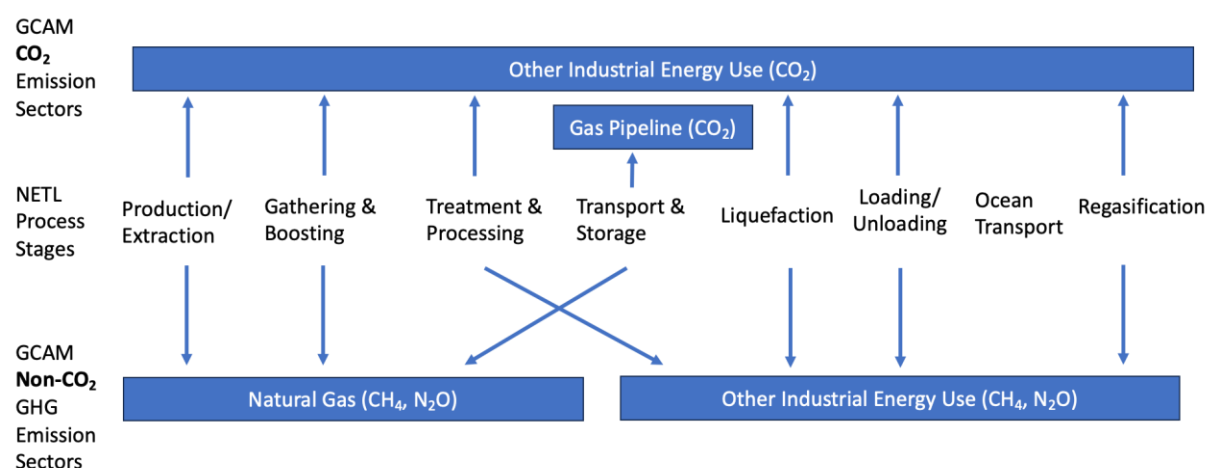 GCAM
CO₂
Emission
Sectors
Other Industrial Energy Use (CO₂)
Gas Pipeline (CO₂)
NETL
Process
Stages
Production/
Extraction
Gathering &
Boosting
Treatment &
Processing
Transport &
Storage
Liquefaction
Loading/
Unloading
Ocean
Transport
Regasification
GCAM
Non-CO₂
GHG
Emission
Sectors
Natural Gas (CH₄, N₂O)
Other Industrial Energy Use (CH₄, N₂O)